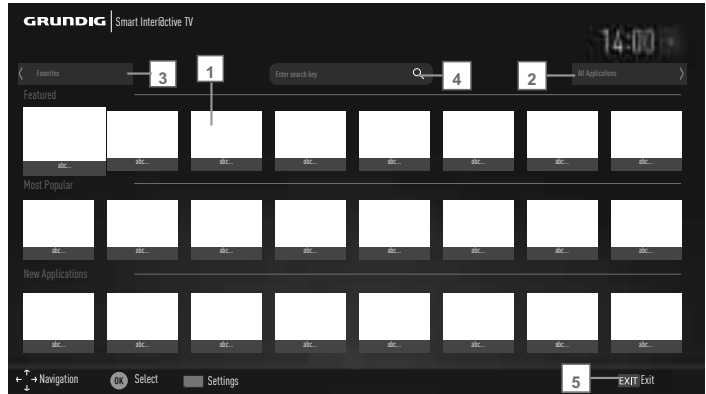 GRUNDIG Smart Inter@ctive TV
14:00
Favorites 3 1 Enter search key 4 2 All Applications
Featured
abc... abc... abc... abc... abc... abc... abc... abc...
Most Popular
abc... abc... abc... abc... abc... abc... abc... abc...
New Applications
abc... abc... abc... abc... abc... abc... abc... abc...
Navigation OK Select Settings 5 EXIT Exit